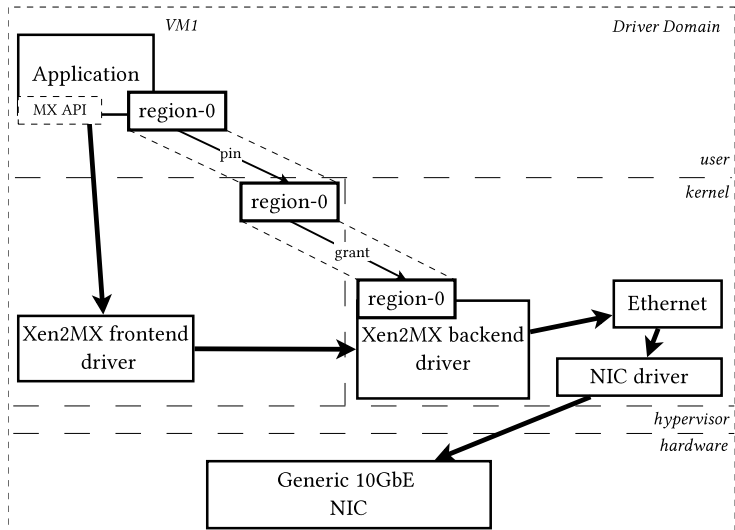 VM1
Driver Domain
Application
MX API
region-0
pin
user
kernel
region-0
grant
region-0
Ethernet
Xen2MX frontend
driver
Xen2MX backend
driver
NIC driver
hypervisor
hardware
Generic 10GbE
NIC